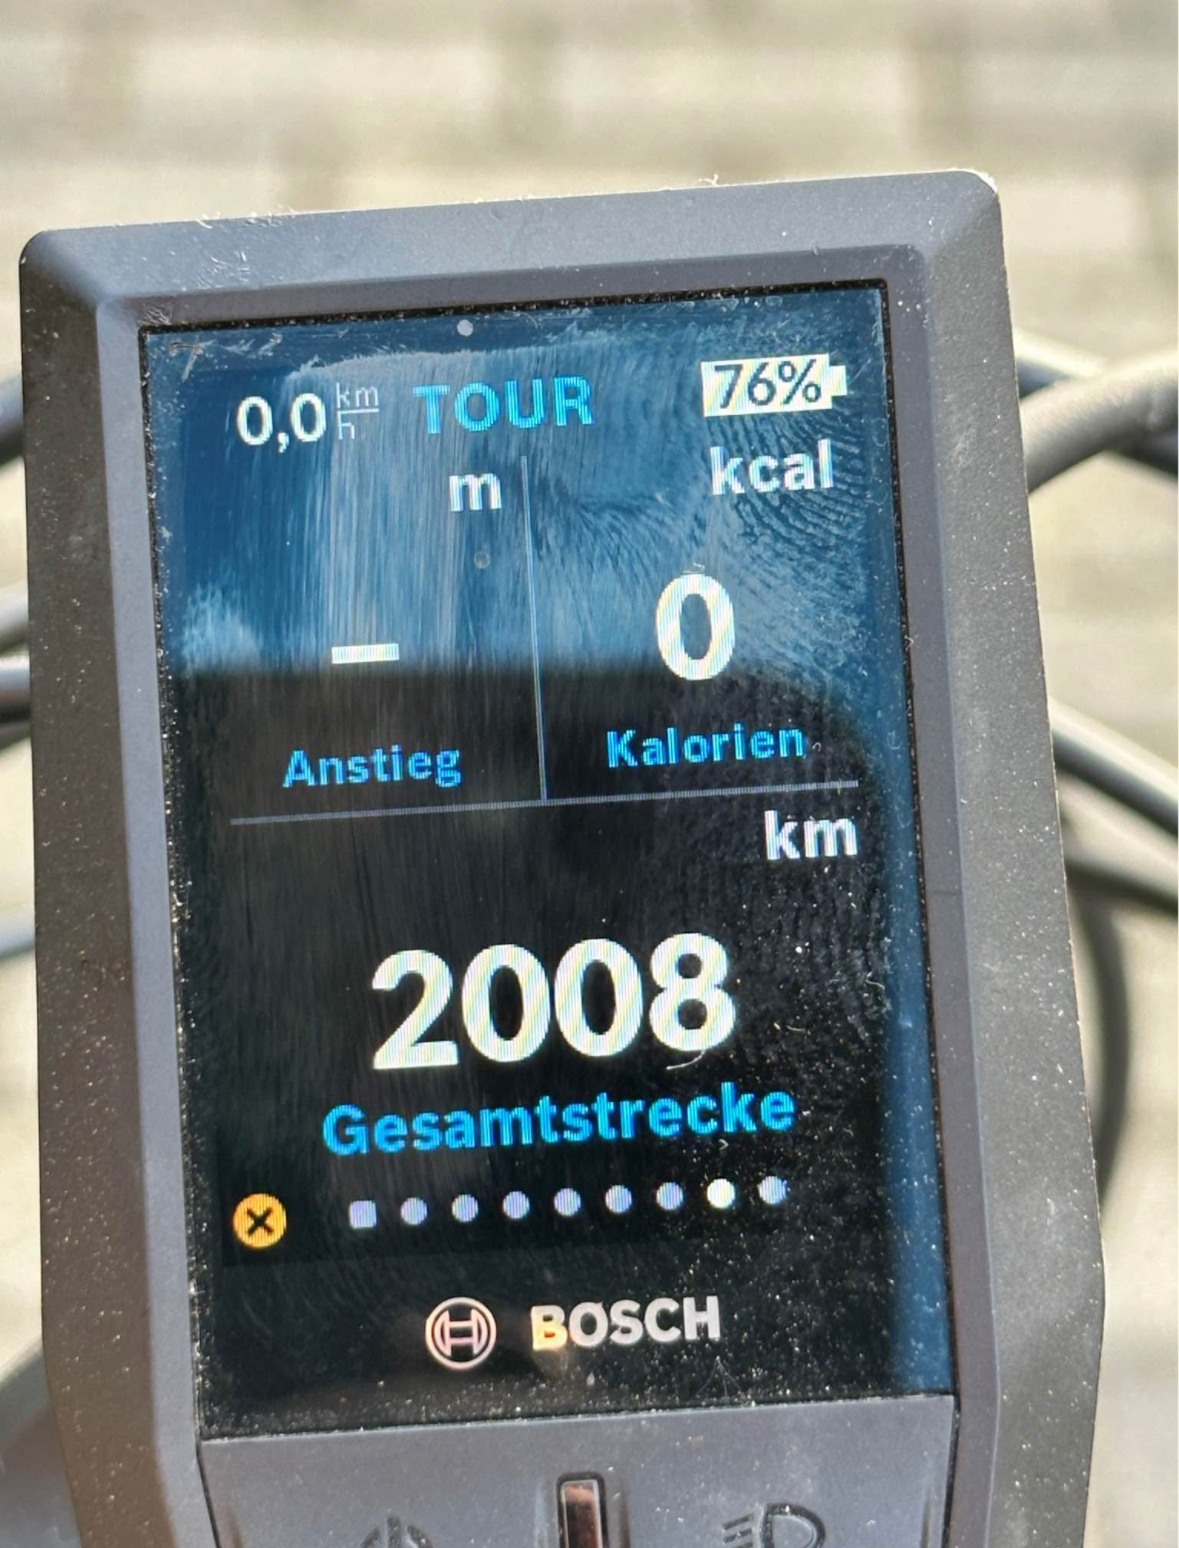 0,0 km/h TOUR 76%
m kcal
– 0
Anstieg Kalorien
km
2008
Gesamtstrecke
BOSCH